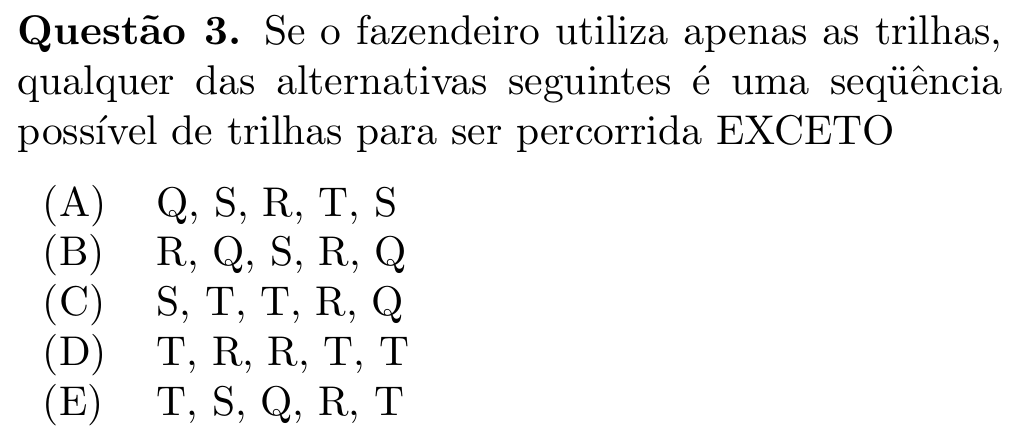 Questão 3. Se o fazendeiro utiliza apenas as trilhas,
qualquer das alternativas seguintes é uma seqüência
possível de trilhas para ser percorrida EXCETO
(A) Q, S, R, T, S
(B) R, Q, S, R, Q
(C) S, T, T, R, Q
(D) T, R, R, T, T
(E) T, S, Q, R, T